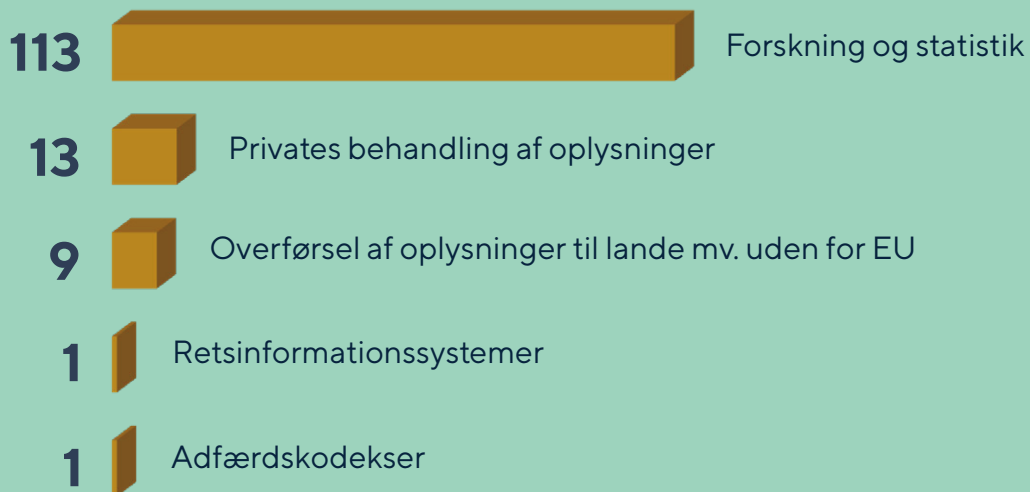 113 Forskning og statistik
13 Privates behandling af oplysninger
9 Overførsel af oplysninger til lande mv. uden for EU
1 Retsinformationssystemer
1 Adfærdskodekser